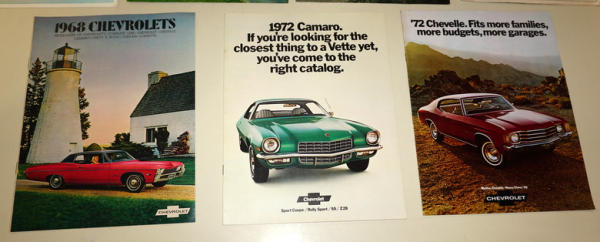 1968 CHEVROLETS
1972 Camaro.
If you're looking for the
closest thing to a Vette yet,
you've come to the
right catalog.
Chevrolet
Sport Coupe / Rally Sport / SS / Z28
'72 Chevelle. Fits more families,
more budgets, more garages.
CHEVROLET
CHEVROLET